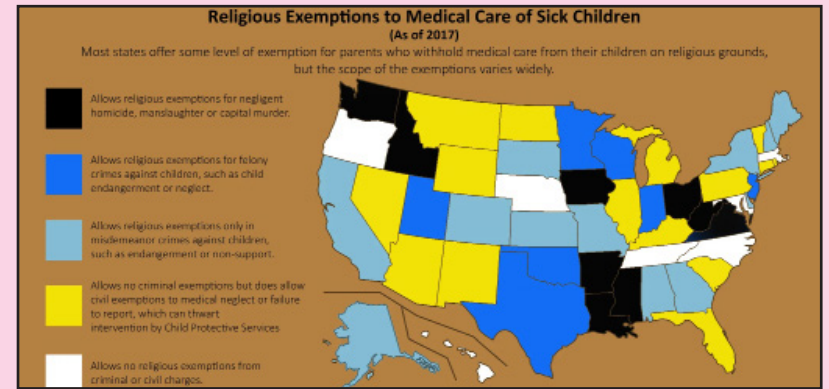 Religious Exemptions to Medical Care of Sick Children
(As of 2017)
Most states offer some level of exemption for parents who withhold medical care from their children on religious grounds,
but the scope of the exemptions varies widely.
Allows religious exemptions for negligent
homicide, manslaughter or capital murder.
Allows religious exemptions for felony
crimes against children, such as child
endangerment or neglect.
Allows religious exemptions only in
misdemeanor crimes against children,
such as endangerment or non-support.
Allows no criminal exemptions but does allow
civil exemptions to medical neglect or failure
to report, which can thwart
intervention by Child Protective Services
Allows no religious exemptions from
criminal or civil charges.